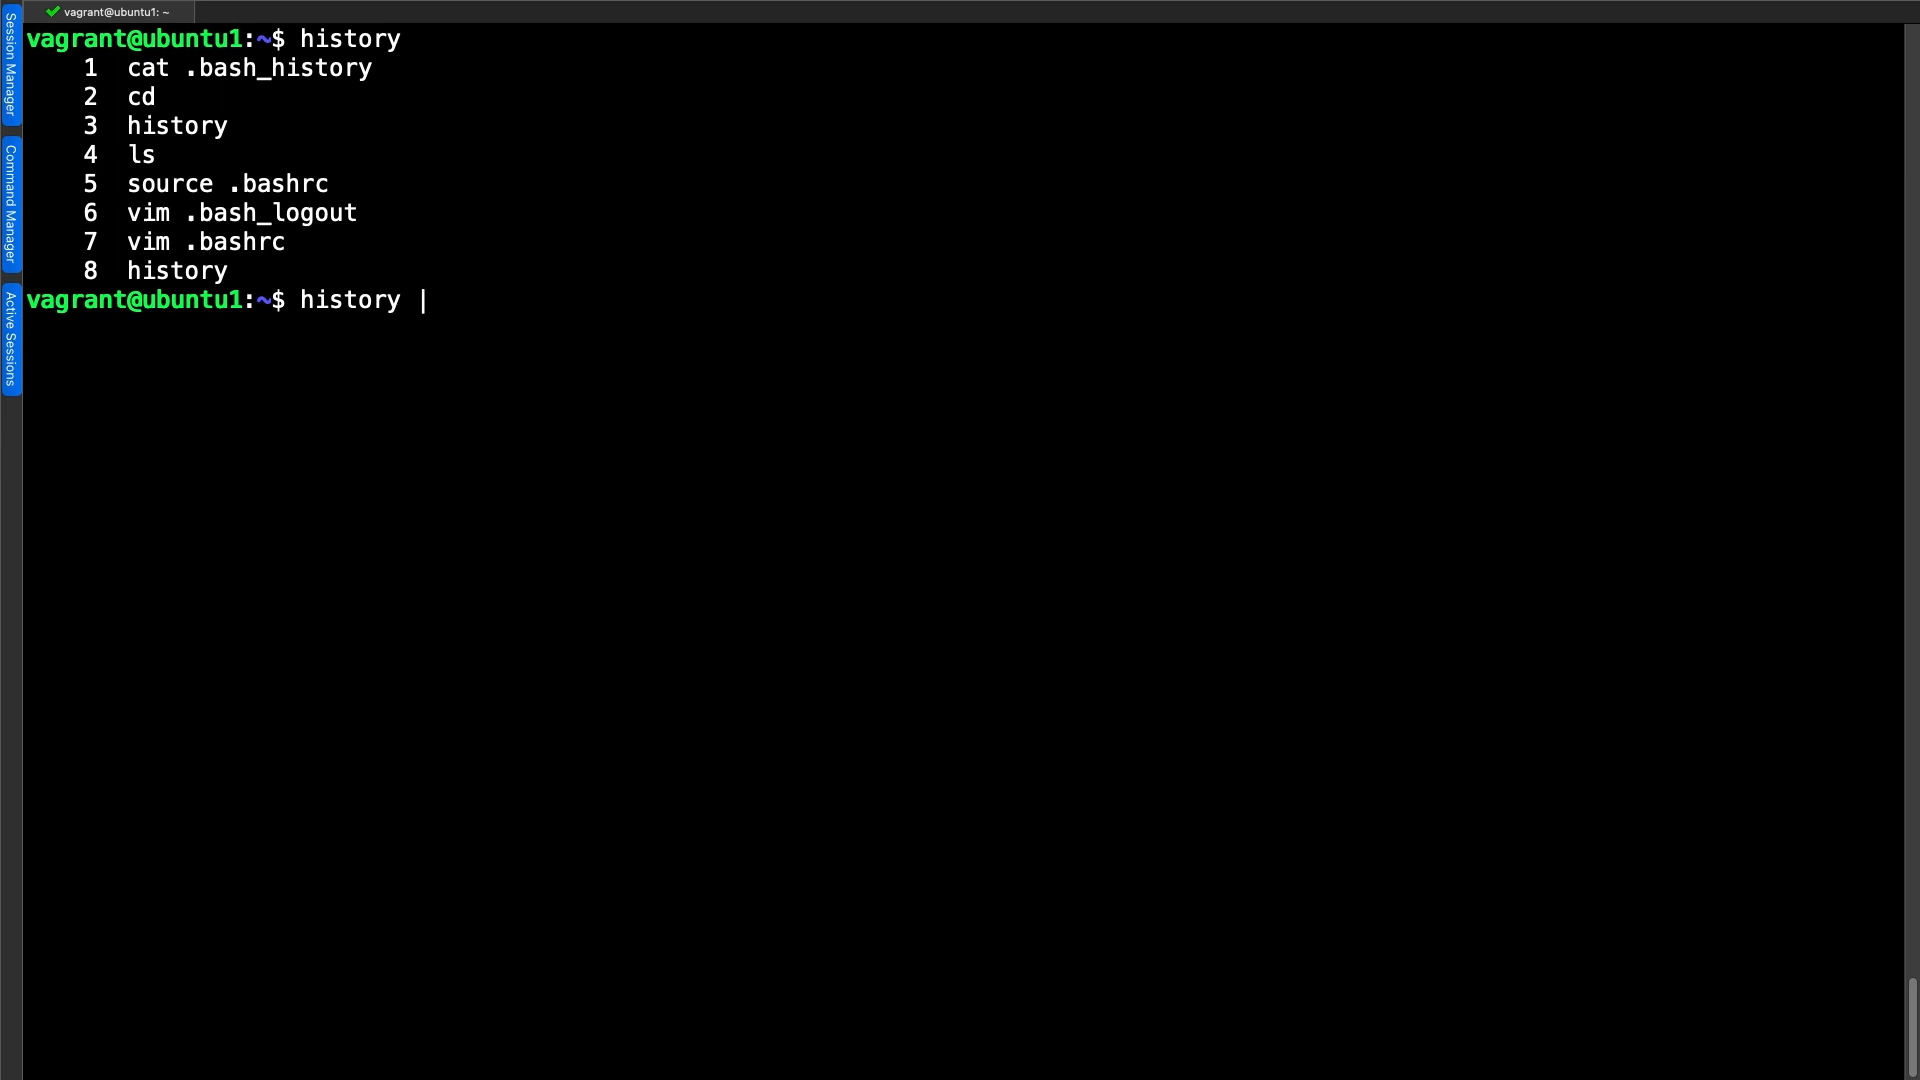 vagrant@ubuntu1: ~
Session Manager
Command Manager
Active Sessions
vagrant@ubuntu1:~$ history
1 cat .bash_history
2 cd
3 history
4 ls
5 source .bashrc
6 vim .bash_logout
7 vim .bashrc
8 history
vagrant@ubuntu1:~$ history |